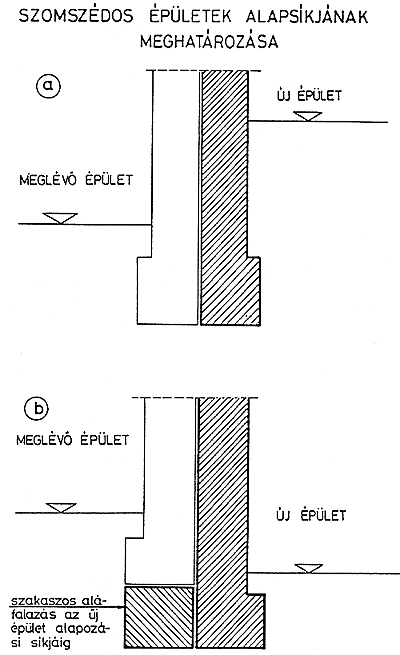 SZOMSZÉDOS ÉPÜLETEK ALAPSÍKJÁNAK
MEGHATÁROZÁSA
a
ÚJ ÉPÜLET
MEGLÉVŐ ÉPÜLET
b
MEGLÉVŐ ÉPÜLET
ÚJ ÉPÜLET
szakaszos alá-
falazás az új
épület alapozá-
si síkjáig